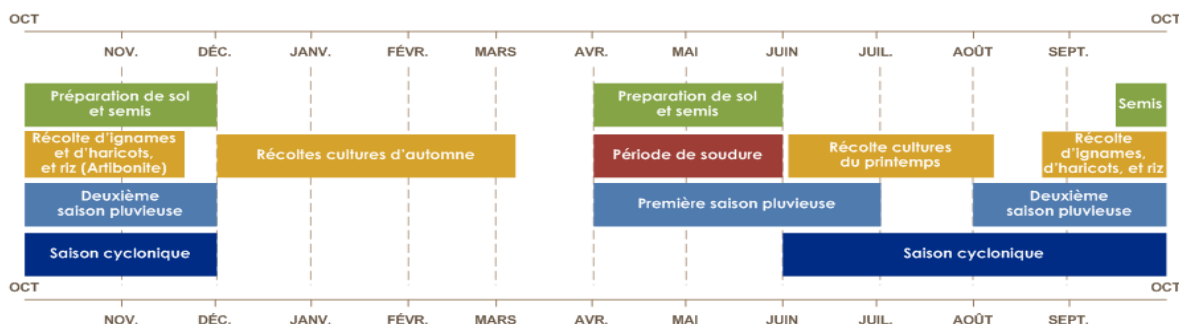 OCT OCT
NOV. DÉC. JANV. FÉVR. MARS AVR. MAI JUIN JUIL. AOÛT SEPT.
Préparation de sol
et semis
Preparation de sol
et semis
Semis
Récolte d'ignames
et d'haricots,
et riz (Artibonite)
Récoltes cultures d'automne
Période de soudure
Récolte cultures
du printemps
Récolte
d'ignames,
d'haricots, et riz
Deuxième
saison pluvieuse
Première saison pluvieuse
Deuxième
saison pluvieuse
Saison cyclonique
Saison cyclonique
OCT OCT
NOV. DÉC. JANV. FÉVR. MARS AVR. MAI JUIN JUIL. AOÛT SEPT.